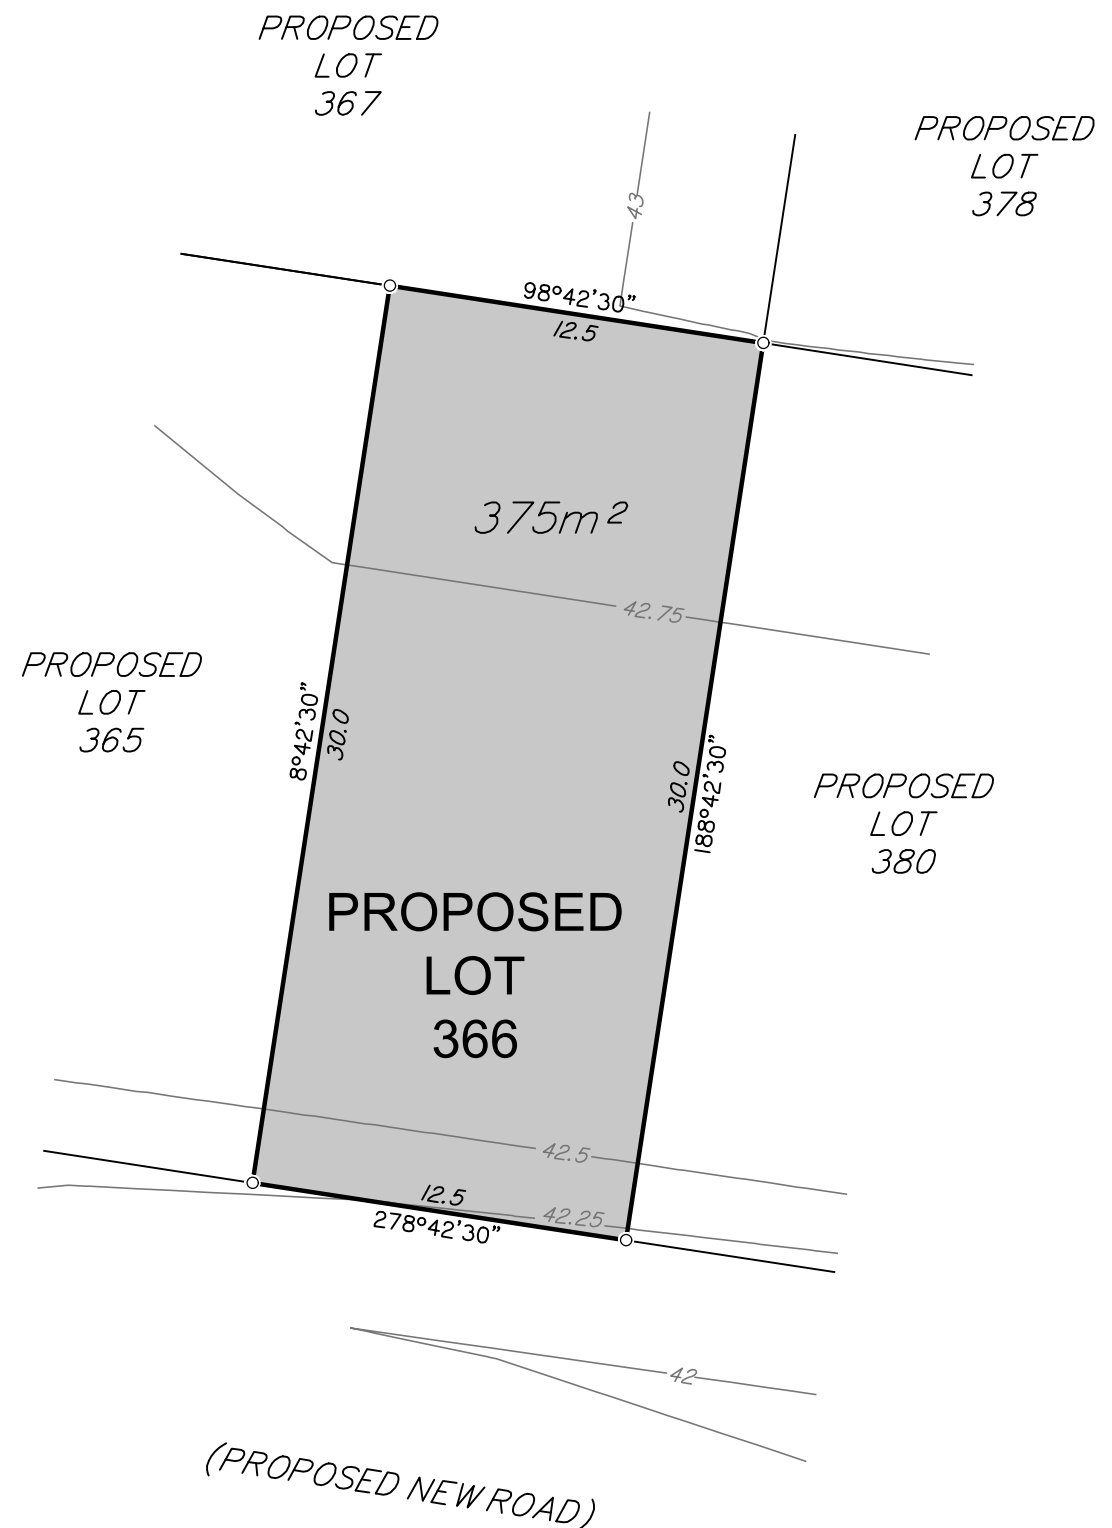 PROPOSED
LOT
367
PROPOSED
LOT
378
43
98°42'30"
12.5
375m²
42.75
PROPOSED
LOT
365
8°42'30"
30.0
30.0
188°42'30"
PROPOSED
LOT
380
PROPOSED
LOT
366
42.5
12.5
42.25
278°42'30"
42
(PROPOSED NEW ROAD)